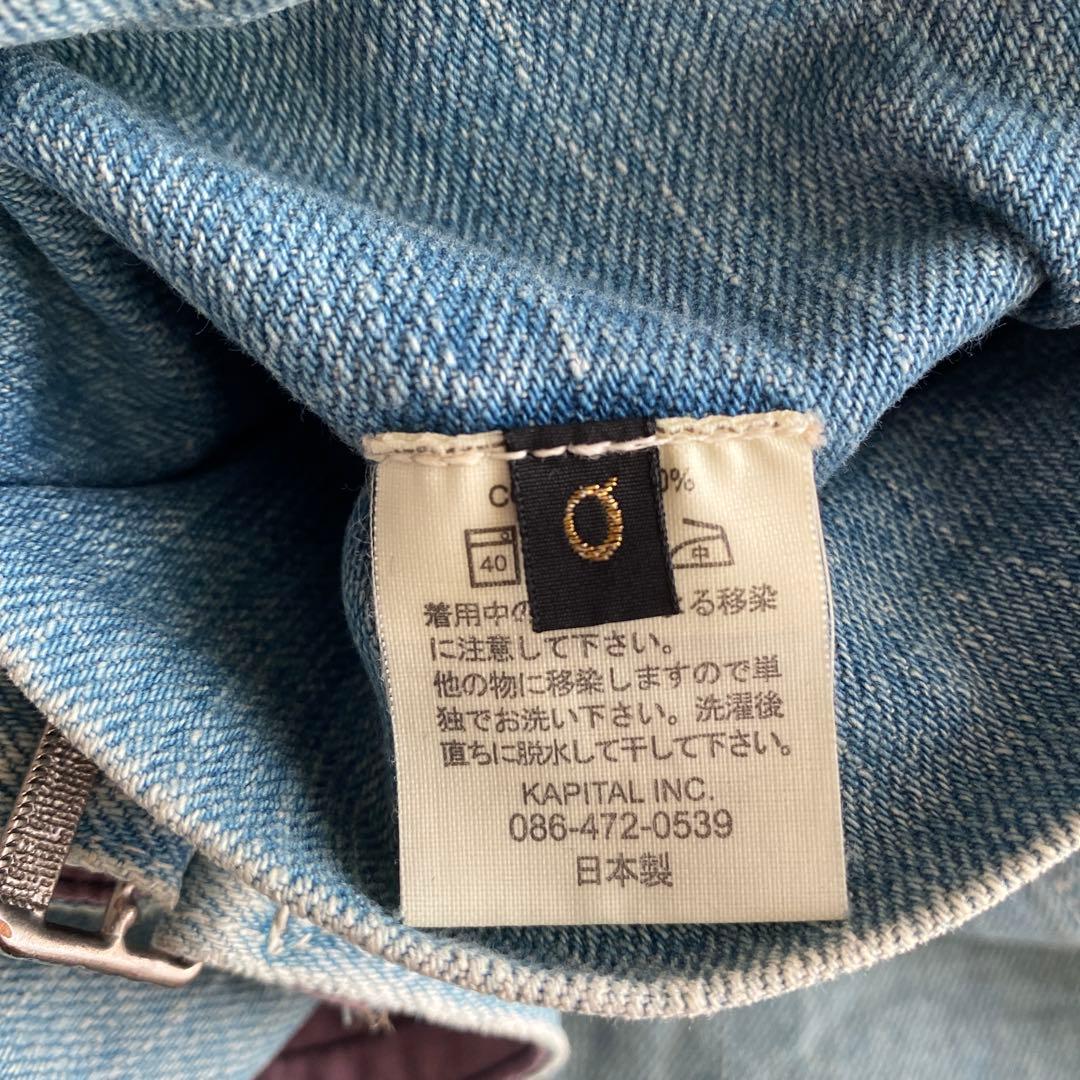 0%
40 中
着用中の る移染
に注意して下さい。
他の物に移染しますので単
独でお洗い下さい。洗濯後
直ちに脱水して干して下さい。
KAPITAL INC.
086-472-0539
日本製